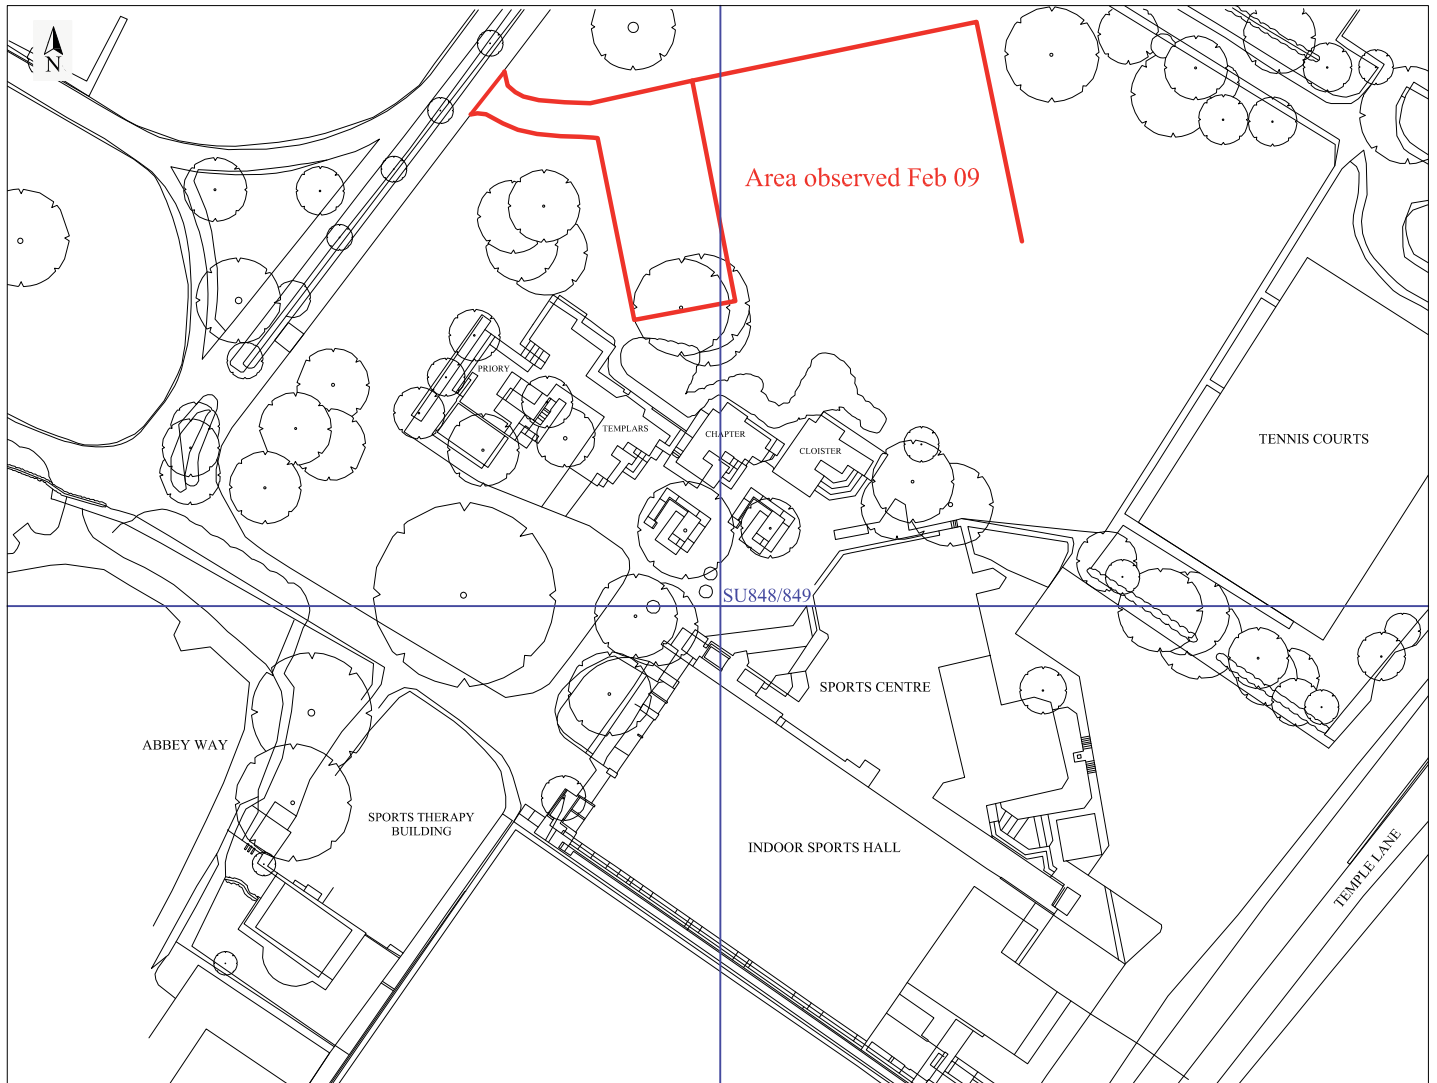 N
Area observed Feb 09
PRIORY
TEMPLARS
CHAPTER
CLOISTER
TENNIS COURTS
SU848/849
SPORTS CENTRE
ABBEY WAY
SPORTS THERAPY
BUILDING
INDOOR SPORTS HALL
TEMPLE LANE